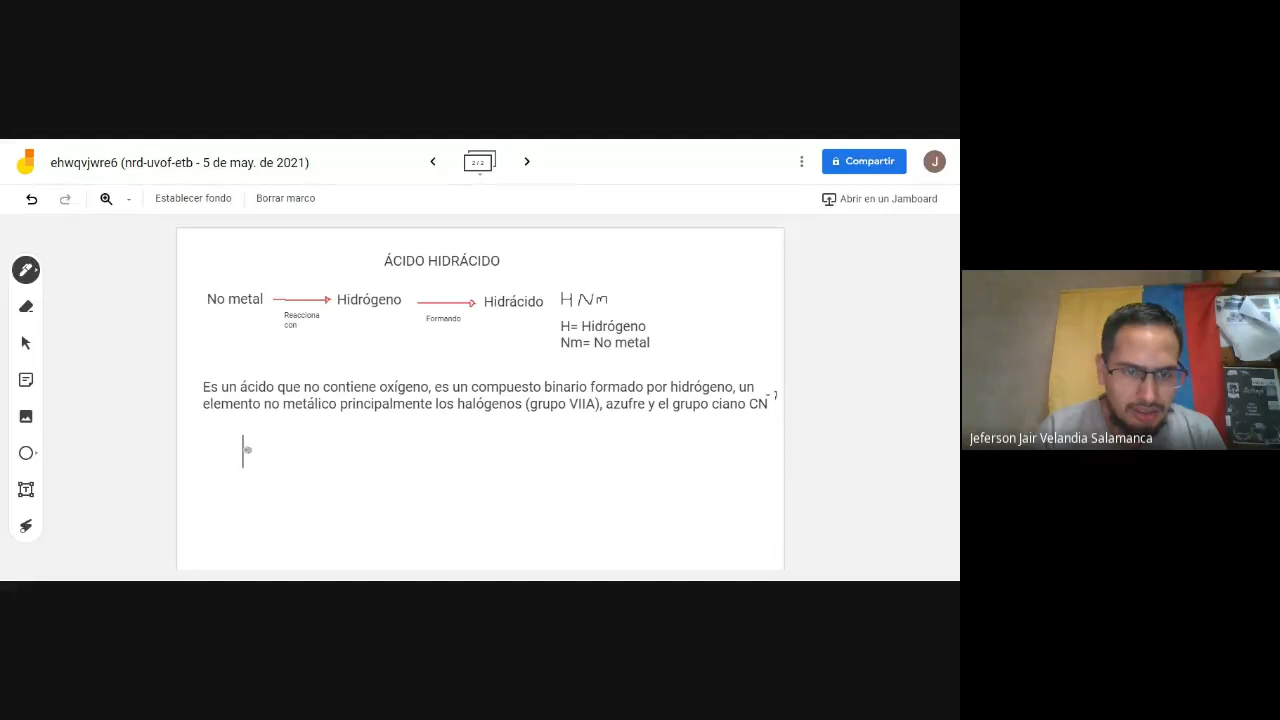 ehwqvjwre6 (nrd-uvof-etb - 5 de may. de 2021)
2 / 2
Compartir
J
Establecer fondo
Borrar marco
Abrir en un Jamboard
ÁCIDO HIDRÁCIDO
No metal Hidrógeno Hidrácido H Nm
Reacciona
con
Formando
H= Hidrógeno
Nm= No metal
Es un ácido que no contiene oxígeno, es un compuesto binario formado por hidrógeno, un
elemento no metálico principalmente los halógenos (grupo VIIA), azufre y el grupo ciano CN -1
Jeferson Jair Velandia Salamanca